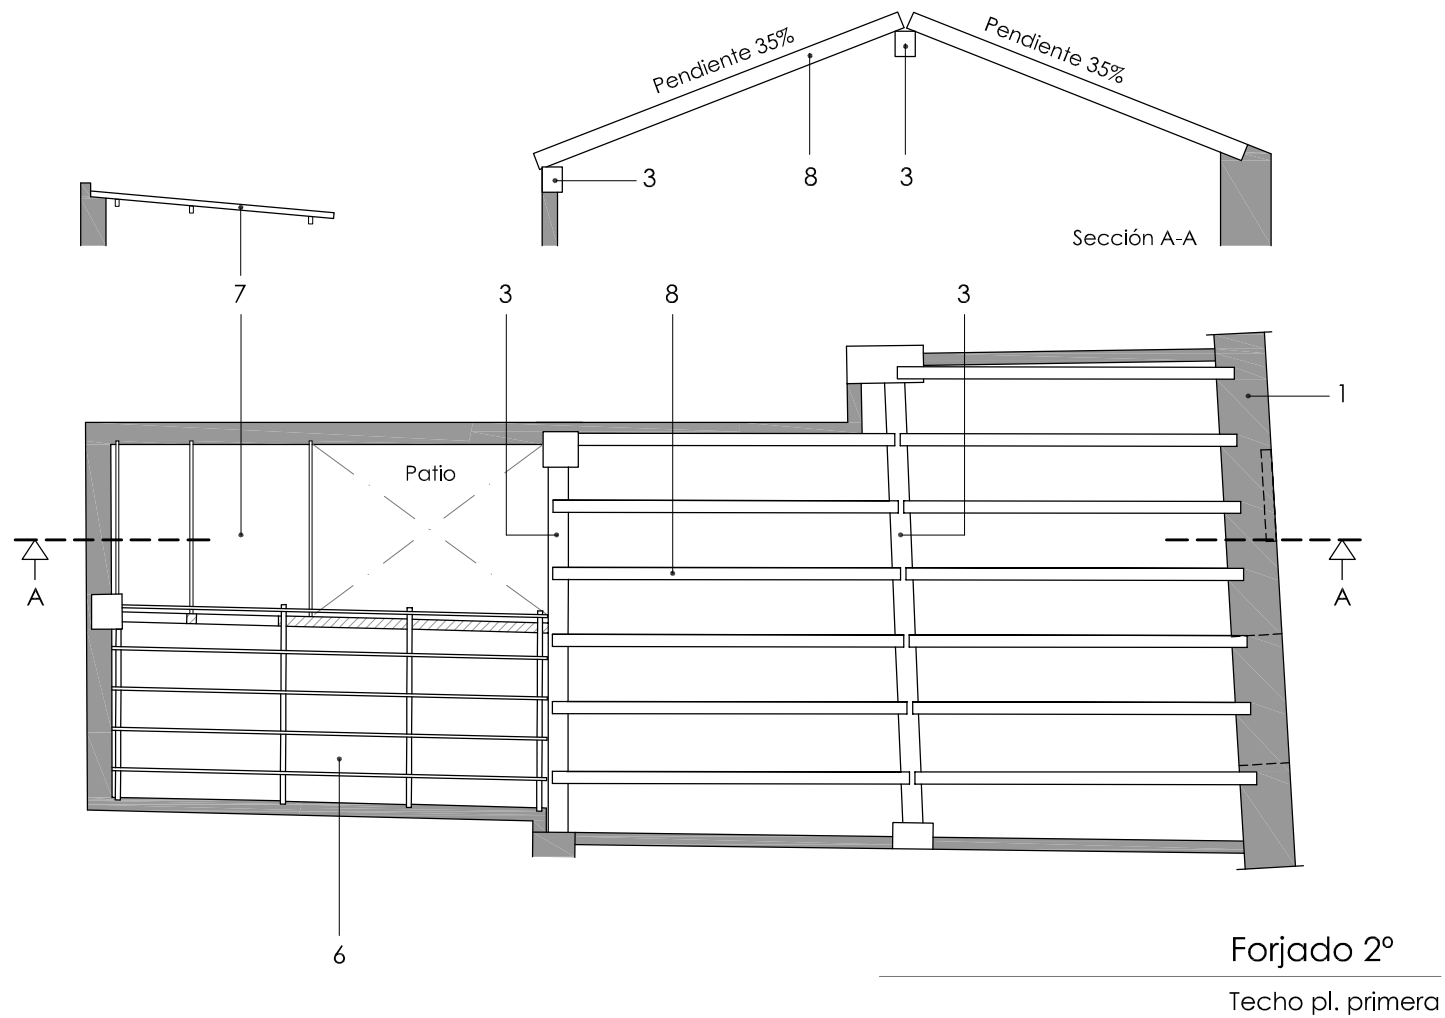 Pendiente 35%
Pendiente 35%
3
8
3
Sección A-A
7
3
8
3
1
Patio
A
A
6
Forjado 2º
Techo pl. primera